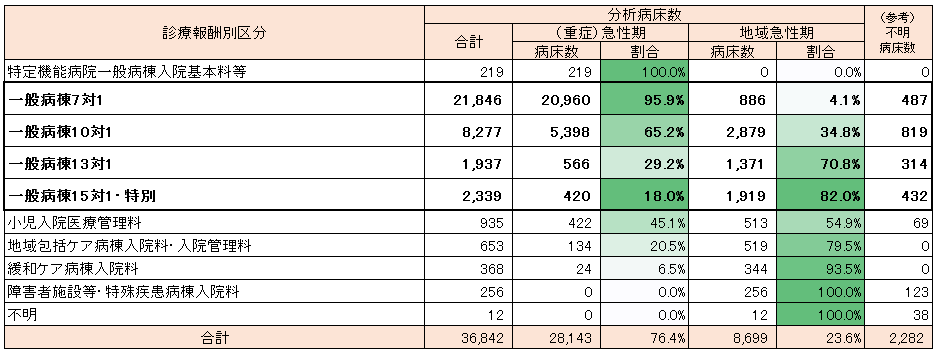 診療報酬別区分 分析病床数 （参考）不明病床数
合計 （重症）急性期 地域急性期
病床数 割合 病床数 割合
特定機能病院一般病棟入院基本料等 219 219 100.0% 0 0.0% 0
一般病棟7対1 21,846 20,960 95.9% 886 4.1% 487
一般病棟10対1 8,277 5,398 65.2% 2,879 34.8% 819
一般病棟13対1 1,937 566 29.2% 1,371 70.8% 314
一般病棟15対1・特別 2,339 420 18.0% 1,919 82.0% 432
小児入院医療管理料 935 422 45.1% 513 54.9% 69
地域包括ケア病棟入院料・入院管理料 653 134 20.5% 519 79.5% 0
緩和ケア病棟入院料 368 24 6.5% 344 93.5% 0
障害者施設等・特殊疾患病棟入院料 256 0 0.0% 256 100.0% 123
不明 12 0 0.0% 12 100.0% 38
合計 36,842 28,143 76.4% 8,699 23.6% 2,282